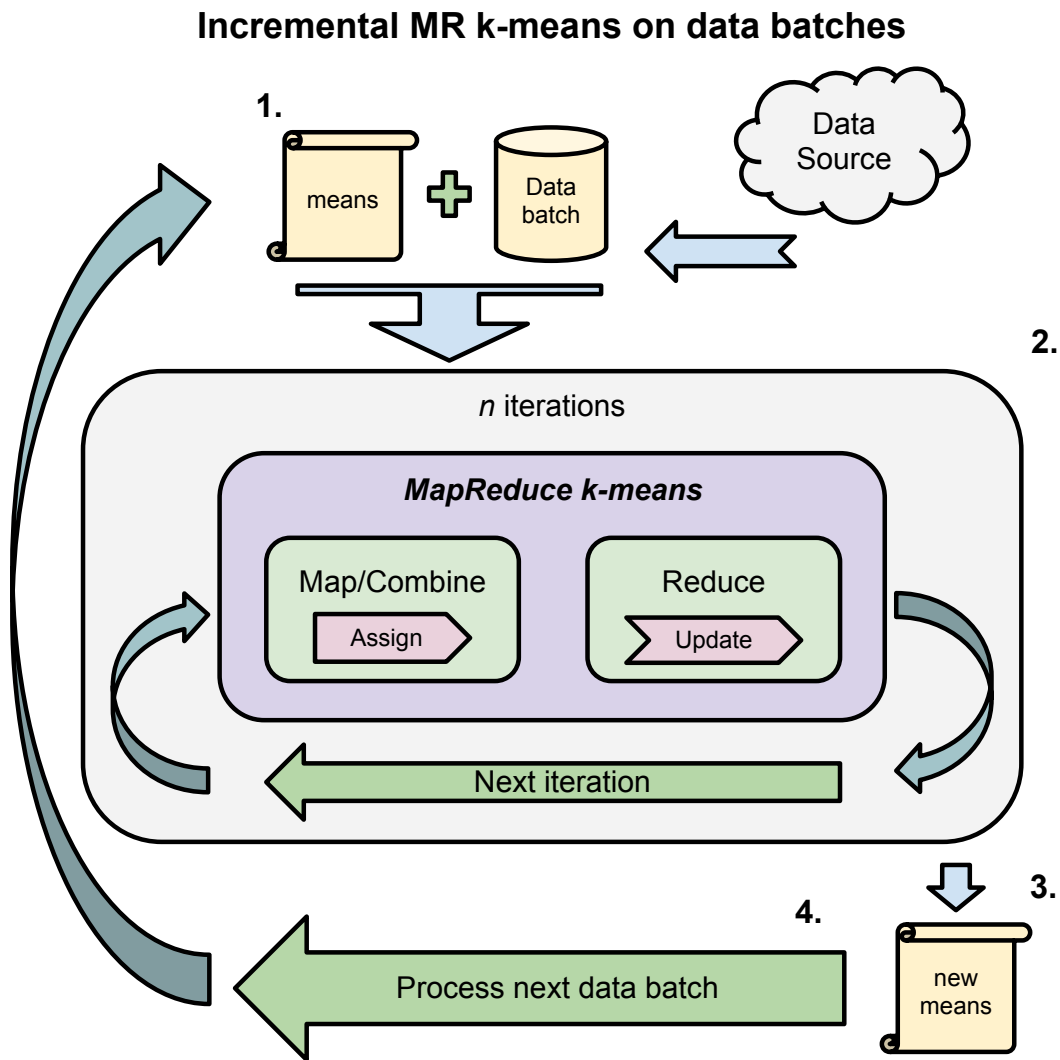 Incremental MR k-means on data batches
1.
means
Data
batch
Data
Source
2.
n iterations
MapReduce k-means
Map/Combine
Assign
Reduce
Update
Next iteration
3.
4.
Process next data batch
new
means